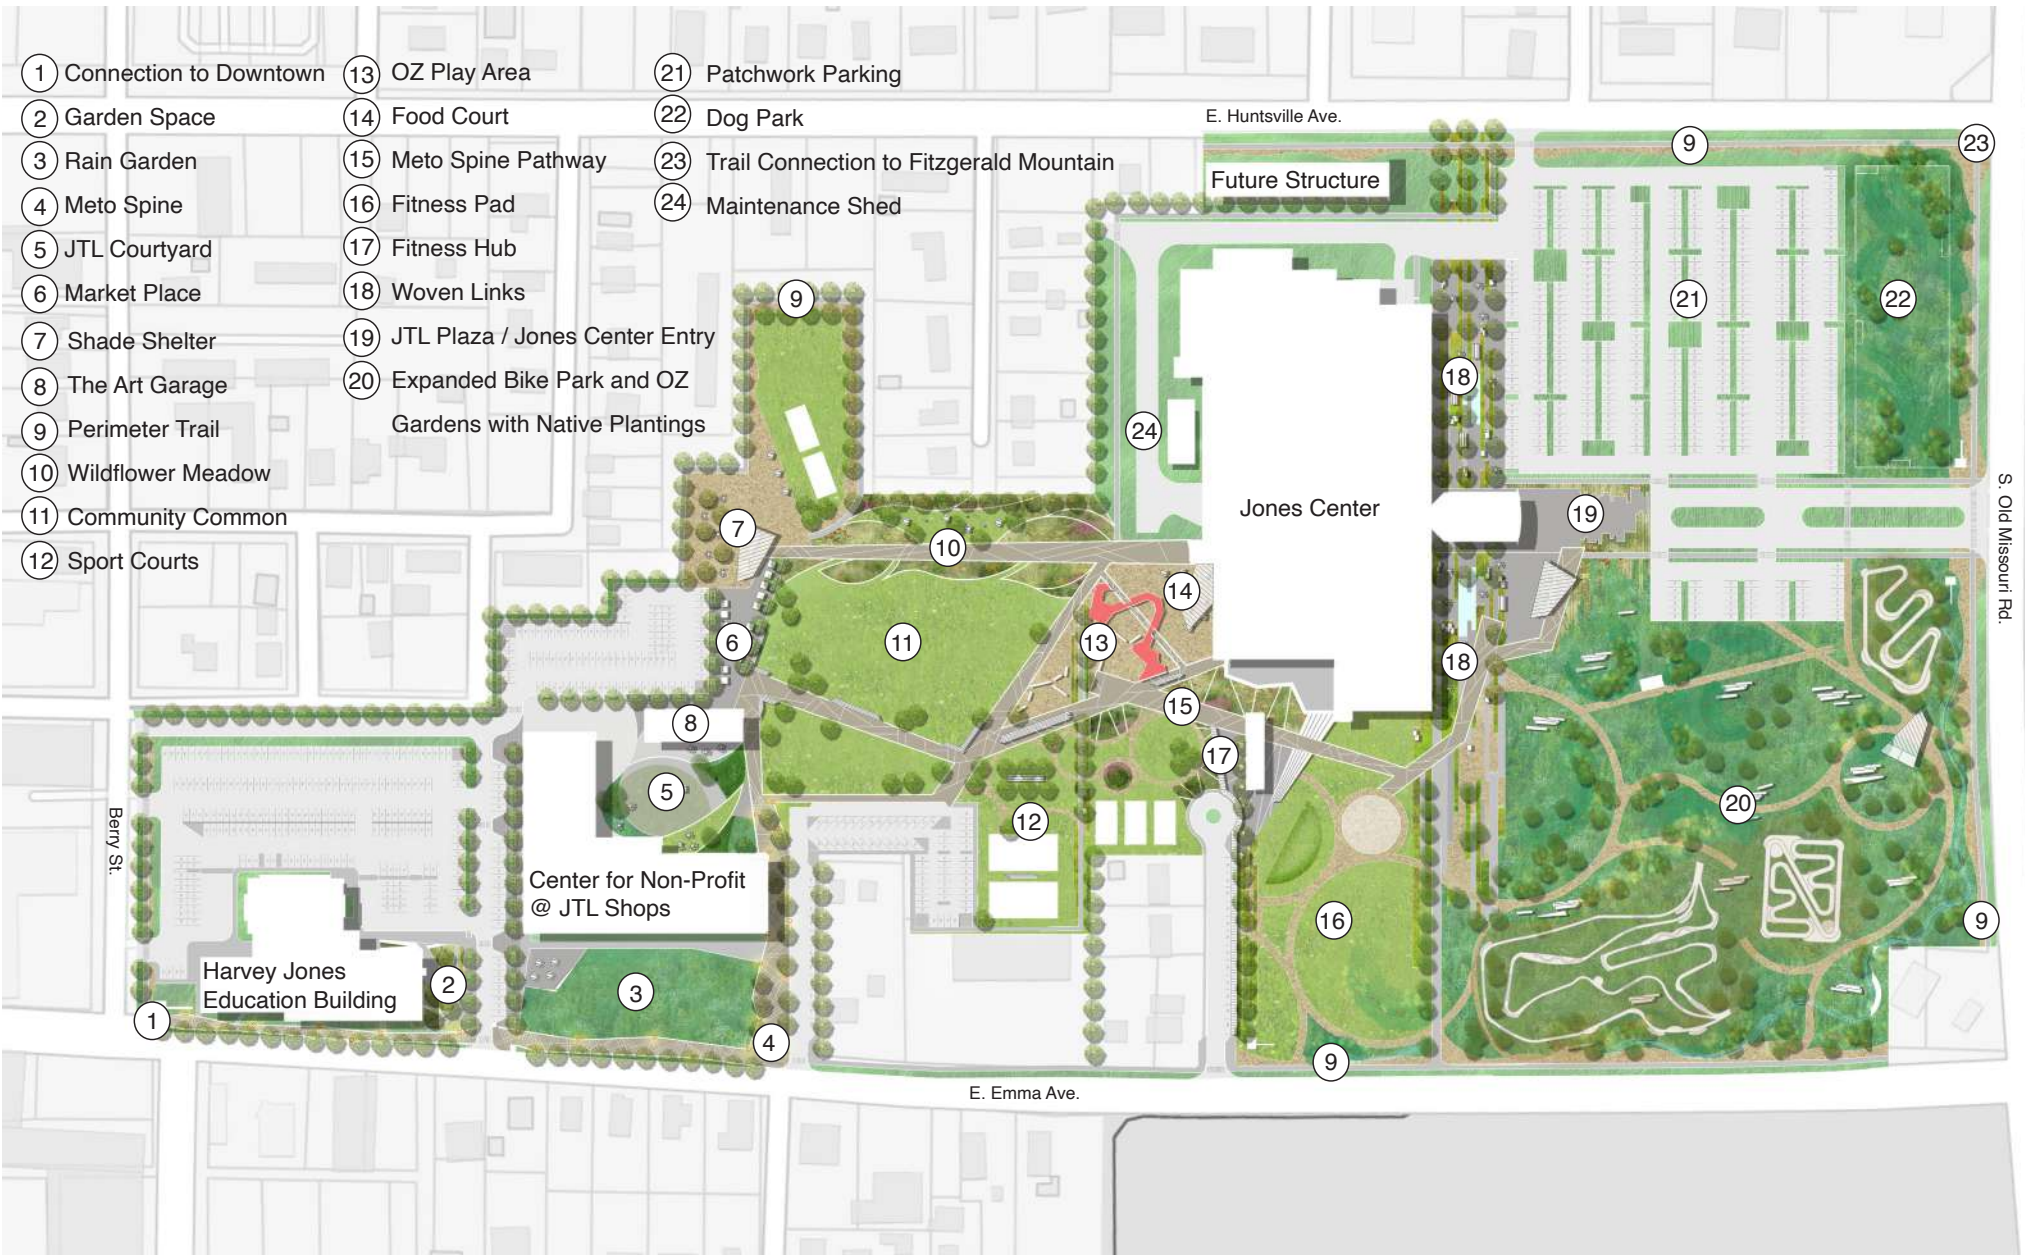 1 Connection to Downtown
2 Garden Space
3 Rain Garden
4 Meto Spine
5 JTL Courtyard
6 Market Place
7 Shade Shelter
8 The Art Garage
9 Perimeter Trail
10 Wildflower Meadow
11 Community Common
12 Sport Courts
13 OZ Play Area
14 Food Court
15 Meto Spine Pathway
16 Fitness Pad
17 Fitness Hub
18 Woven Links
19 JTL Plaza / Jones Center Entry
20 Expanded Bike Park and OZ
Gardens with Native Plantings
21 Patchwork Parking
22 Dog Park
23 Trail Connection to Fitzgerald Mountain
24 Maintenance Shed
E. Huntsville Ave.
9
23
Future Structure
9
21
22
18
24
Jones Center
19
S. Old Missouri Rd.
7
10
14
6
11
13
18
15
8
17
5
20
Berry St.
12
Center for Non-Profit
@ JTL Shops
16
9
Harvey Jones
Education Building
2
3
1
4
9
E. Emma Ave.